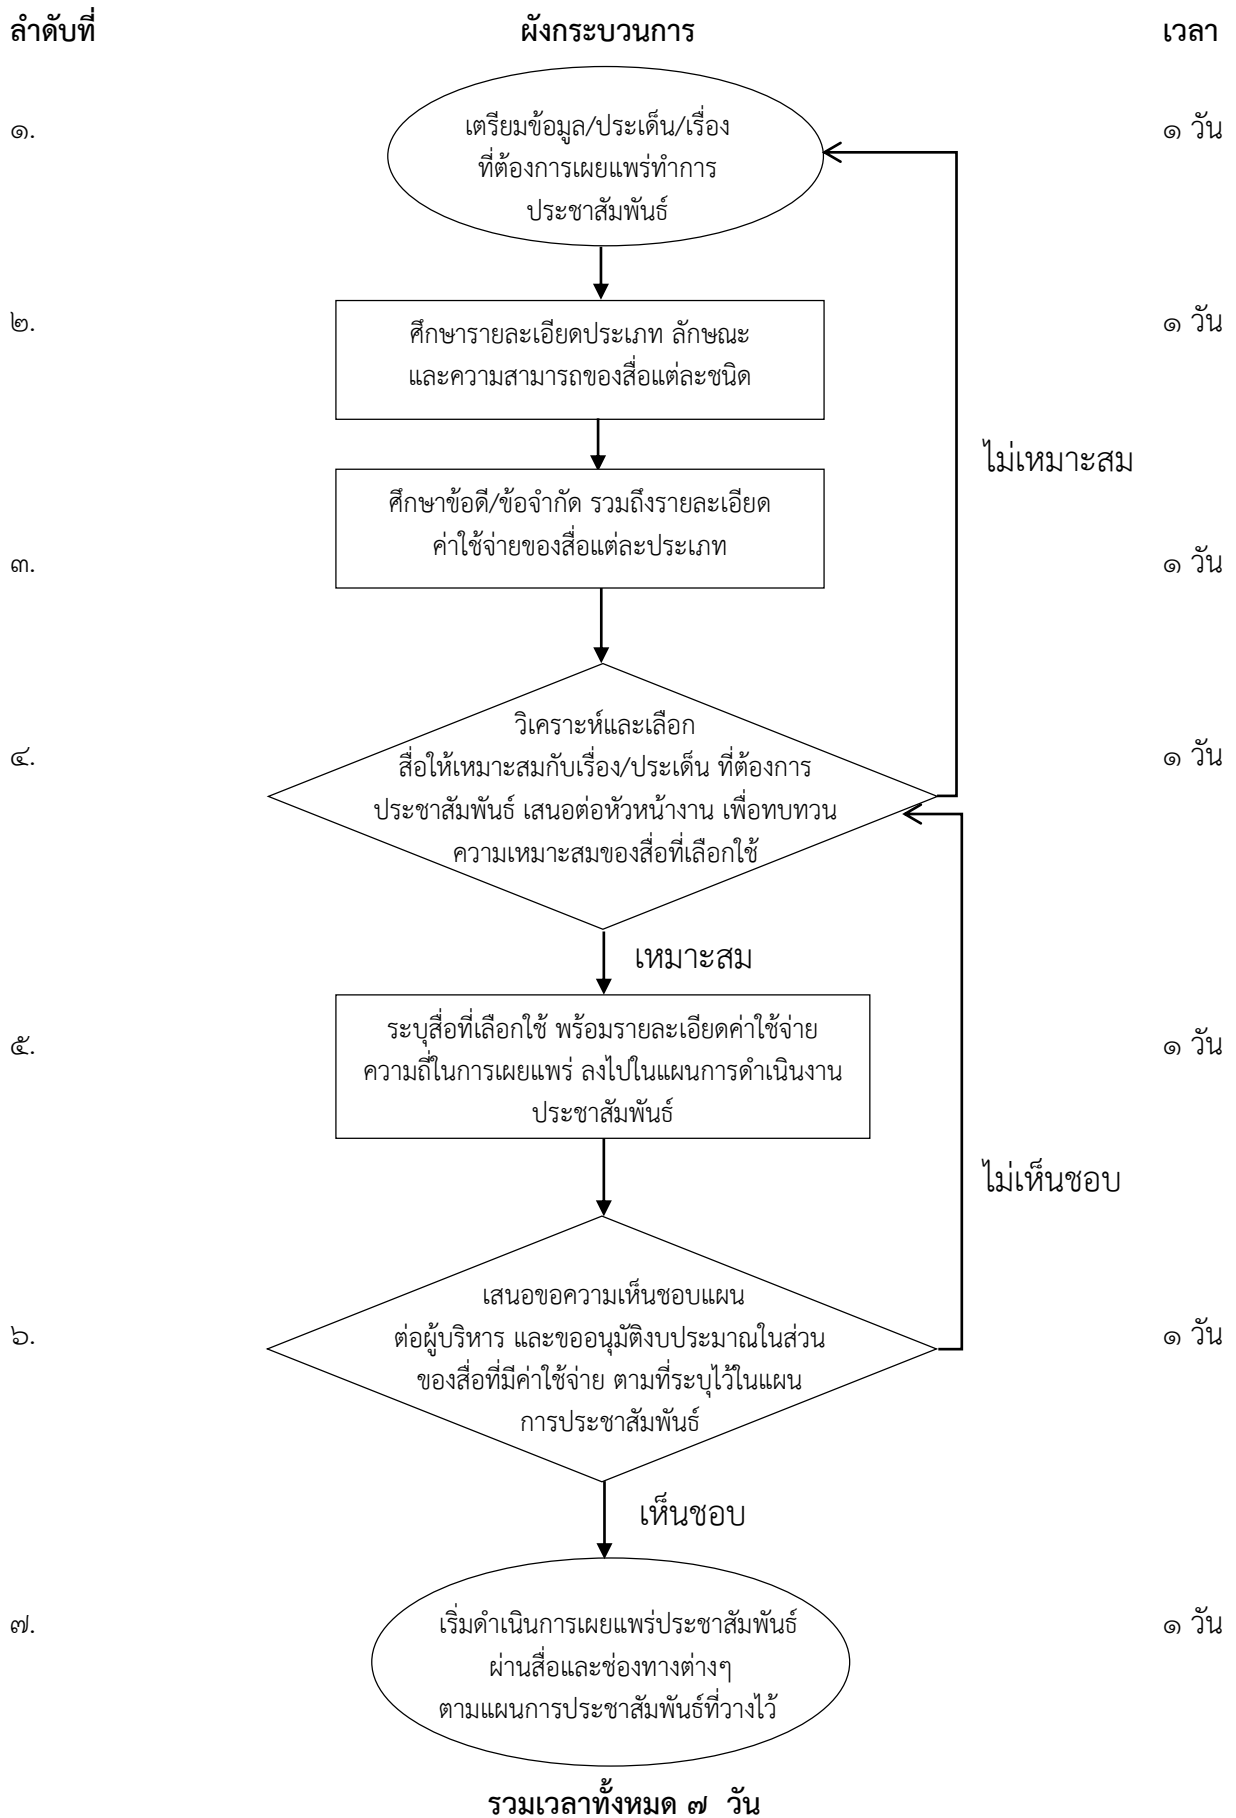 ลำดับที่ ผังกระบวนการ เวลา
๑. เตรียมข้อมูล/ประเด็น/เรื่อง ๑ วัน
ที่ต้องการเผยแพร่ทำการ
ประชาสัมพันธ์
๒. ศึกษารายละเอียดประเภท ลักษณะ ๑ วัน
และความสามารถของสื่อแต่ละชนิด
ไม่เหมาะสม
ศึกษาข้อดี/ข้อจำกัด รวมถึงรายละเอียด
ค่าใช้จ่ายของสื่อแต่ละประเภท
๓. ๑ วัน
วิเคราะห์และเลือก
๔. สื่อให้เหมาะสมกับเรื่อง/ประเด็น ที่ต้องการ ๑ วัน
ประชาสัมพันธ์ เสนอต่อหัวหน้างาน เพื่อทบทวน
ความเหมาะสมของสื่อที่เลือกใช้
เหมาะสม
ระบุสื่อที่เลือกใช้ พร้อมรายละเอียดค่าใช้จ่าย
๕. ๑ วัน
ความถี่ในการเผยแพร่ ลงไปในแผนการดำเนินงาน
ประชาสัมพันธ์
ไม่เห็นชอบ
เสนอขอความเห็นชอบแผน
๖. ต่อผู้บริหาร และขออนุมัติงบประมาณในส่วน ๑ วัน
ของสื่อที่มีค่าใช้จ่าย ตามที่ระบุไว้ในแผน
การประชาสัมพันธ์
เห็นชอบ
๗. เริ่มดำเนินการเผยแพร่ประชาสัมพันธ์ ๑ วัน
ผ่านสื่อและช่องทางต่างๆ
ตามแผนการประชาสัมพันธ์ที่วางไว้
รวมเวลาทั้งหมด ๗ วัน